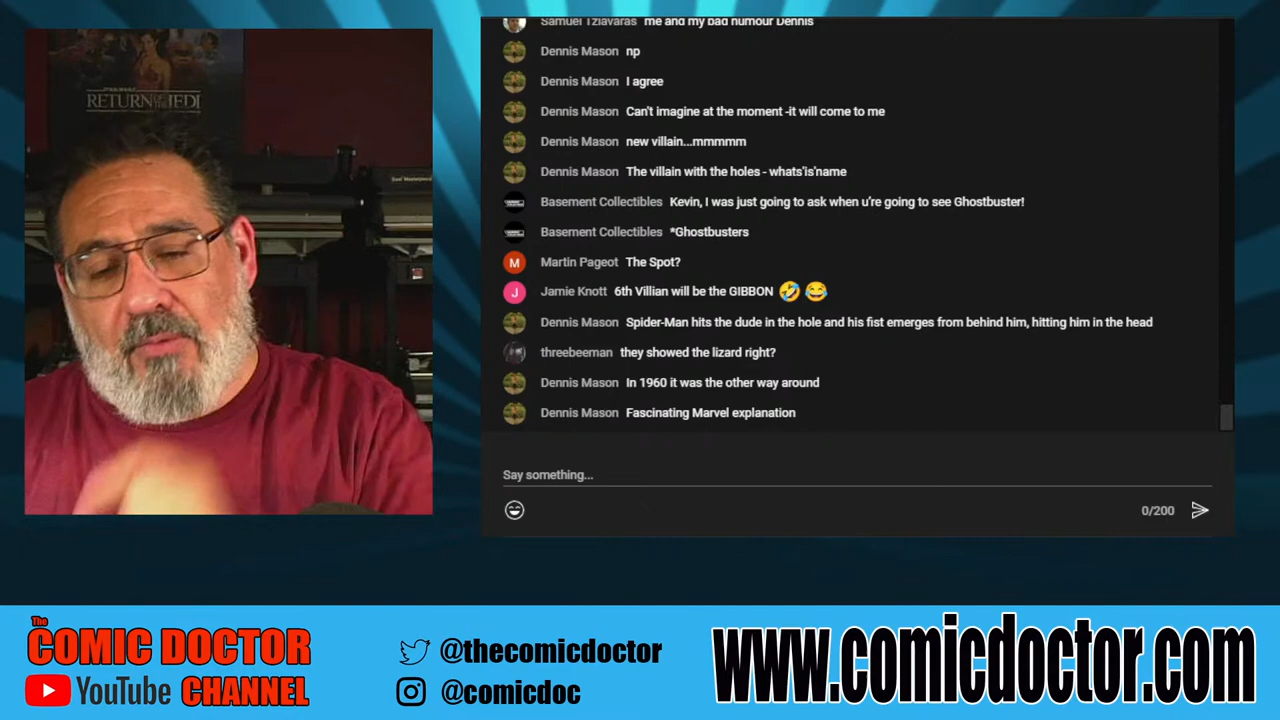 STAR WARS
RETURN OF THE JEDI
Samuel Tziavaras me and my bad humour Dennis
Dennis Mason np
Dennis Mason I agree
Dennis Mason Can't imagine at the moment -it will come to me
Dennis Mason new villain...mmmmm
Dennis Mason The villain with the holes - whats'is'name
Basement Collectibles Kevin, I was just going to ask when u're going to see Ghostbuster!
Basement Collectibles *Ghostbusters
M Martin Pageot The Spot?
J Jamie Knott 6th Villian will be the GIBBON 🤣 😂
Dennis Mason Spider-Man hits the dude in the hole and his fist emerges from behind him, hitting him in the head
threebeeman they showed the lizard right?
Dennis Mason In 1960 it was the other way around
Dennis Mason Fascinating Marvel explanation
Say something...
0/200
The
COMIC DOCTOR
YouTube CHANNEL
@thecomicdoctor
@comicdoc
www.comicdoctor.com